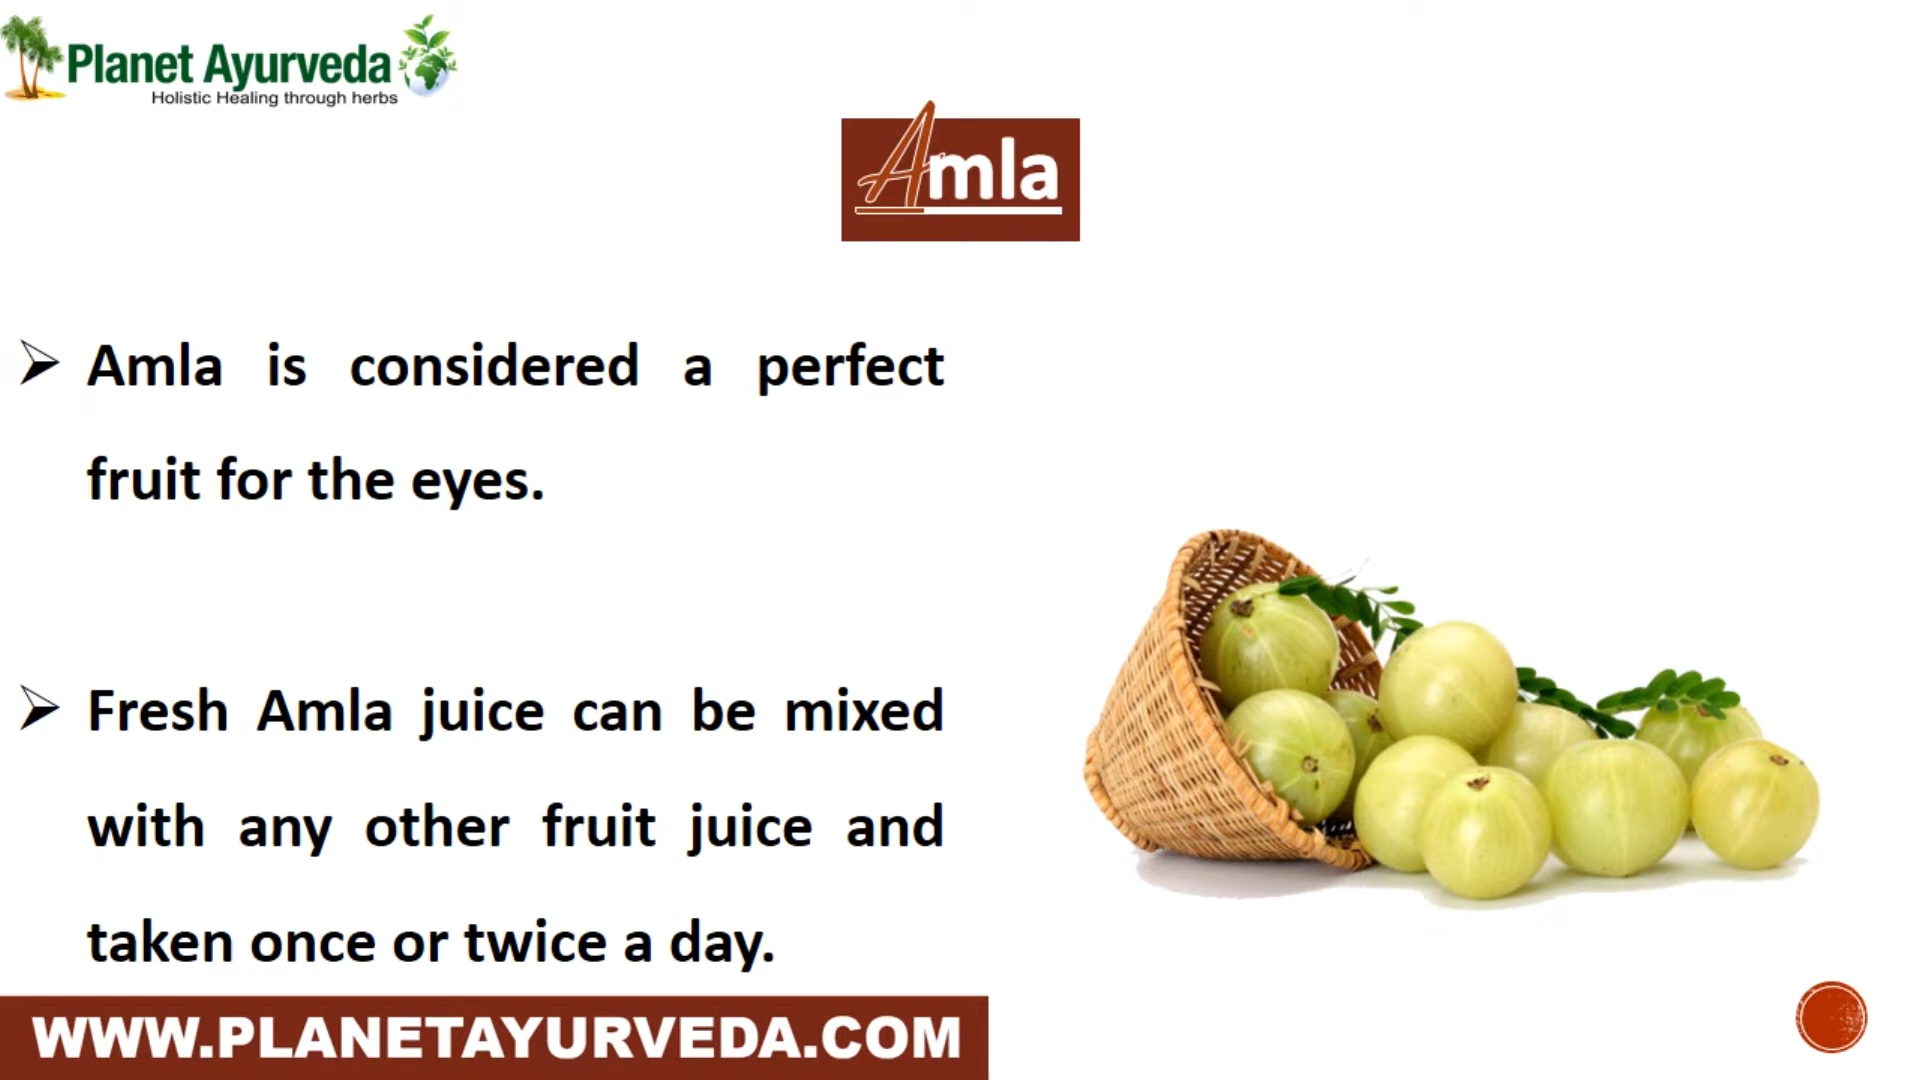 Planet Ayurveda
Holistic Healing through herbs
Amla
Amla is considered a perfect
fruit for the eyes.
Fresh Amla juice can be mixed
with any other fruit juice and
taken once or twice a day.
WWW.PLANETAYURVEDA.COM